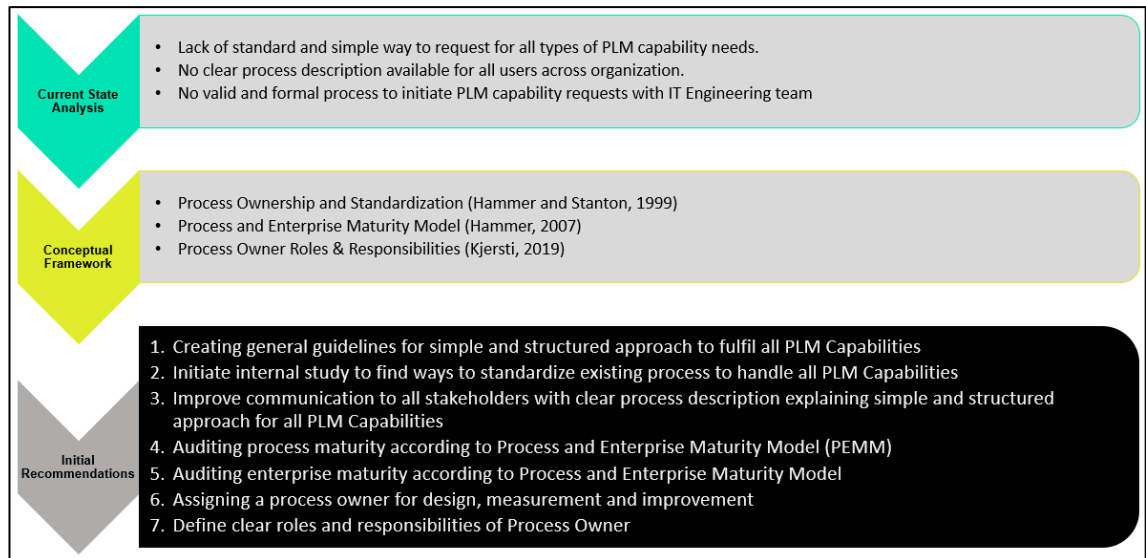 Current State
Analysis
• Lack of standard and simple way to request for all types of PLM capability needs.
• No clear process description available for all users across organization.
• No valid and formal process to initiate PLM capability requests with IT Engineering team
Conceptual
Framework
• Process Ownership and Standardization (Hammer and Stanton, 1999)
• Process and Enterprise Maturity Model (Hammer, 2007)
• Process Owner Roles & Responsibilities (Kjersti, 2019)
Initial
Recommendations
1. Creating general guidelines for simple and structured approach to fulfil all PLM Capabilities
2. Initiate internal study to find ways to standardize existing process to handle all PLM Capabilities
3. Improve communication to all stakeholders with clear process description explaining simple and structured
approach for all PLM Capabilities
4. Auditing process maturity according to Process and Enterprise Maturity Model (PEMM)
5. Auditing enterprise maturity according to Process and Enterprise Maturity Model
6. Assigning a process owner for design, measurement and improvement
7. Define clear roles and responsibilities of Process Owner